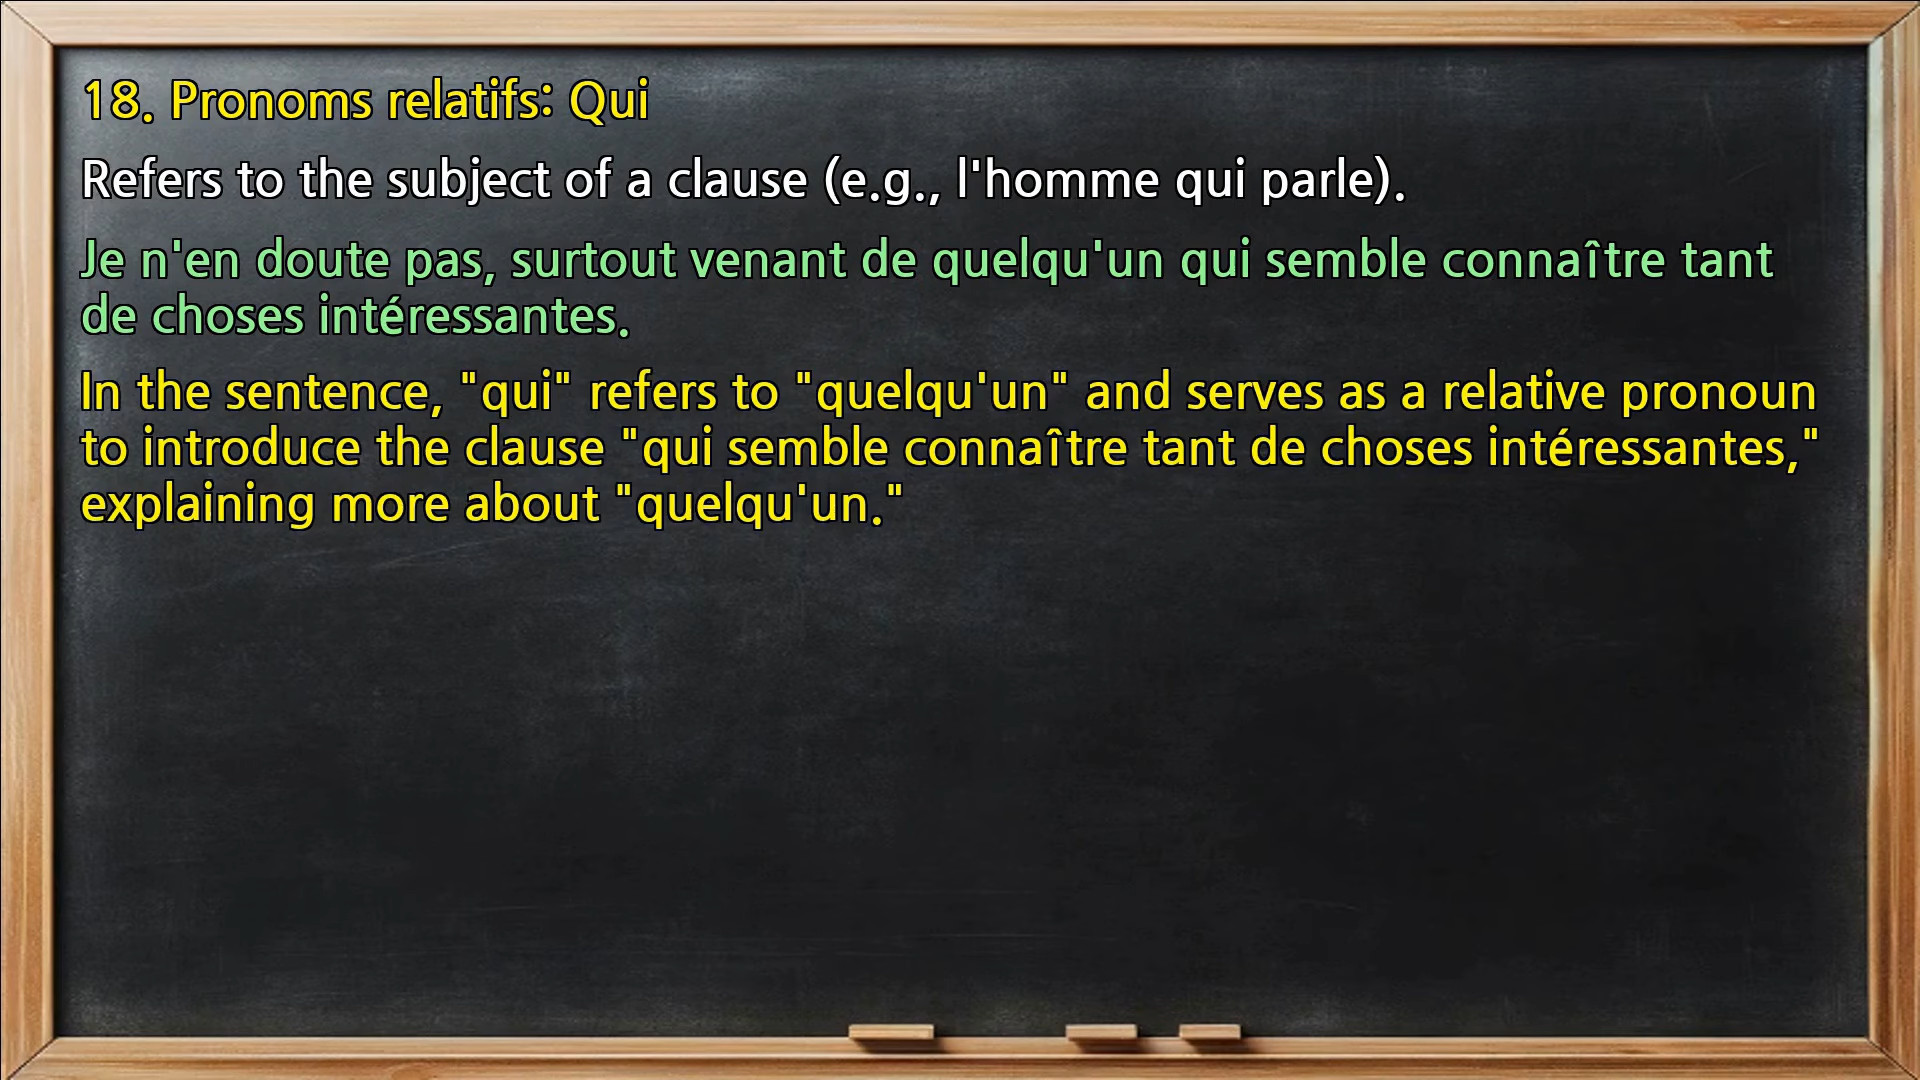 18. Pronoms relatifs: Qui
Refers to the subject of a clause (e.g., l'homme qui parle).
Je n'en doute pas, surtout venant de quelqu'un qui semble connaître tant
de choses intéressantes.
In the sentence, "qui" refers to "quelqu'un" and serves as a relative pronoun
to introduce the clause "qui semble connaître tant de choses intéressantes,"
explaining more about "quelqu'un."